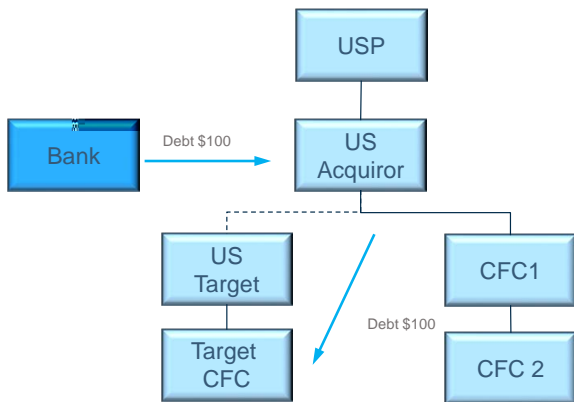 USP
Debt $100
Bank
US
Acquiror
US
Target
CFC1
Debt $100
Target
CFC
CFC 2